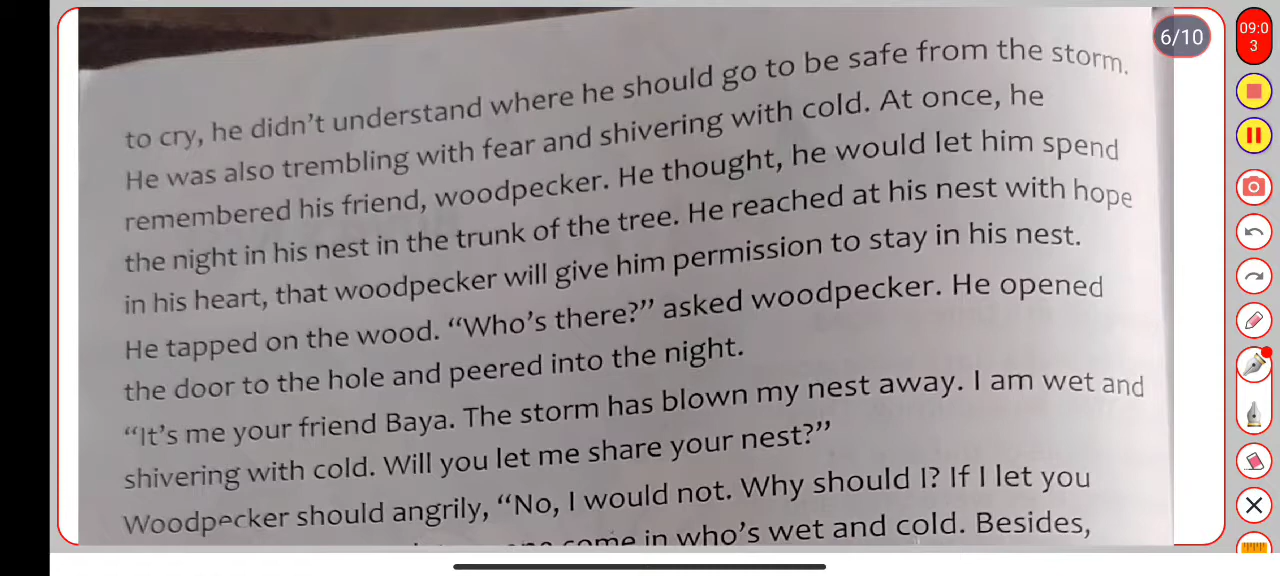 6/10
09:0
3
to cry, he didn't understand where he should go to be safe from the storm.
He was also trembling with fear and shivering with cold. At once, he
remembered his friend, woodpecker. He thought, he would let him spend
the night in his nest in the trunk of the tree. He reached at his nest with hope
in his heart, that woodpecker will give him permission to stay in his nest.
He tapped on the wood. “Who's there?” asked woodpecker. He opened
the door to the hole and peered into the night.
“It's me your friend Baya. The storm has blown my nest away. I am wet and
shivering with cold. Will you let me share your nest?”
Woodpecker should angrily, “No, I would not. Why should I? If I let you
come in who's wet and cold. Besides,